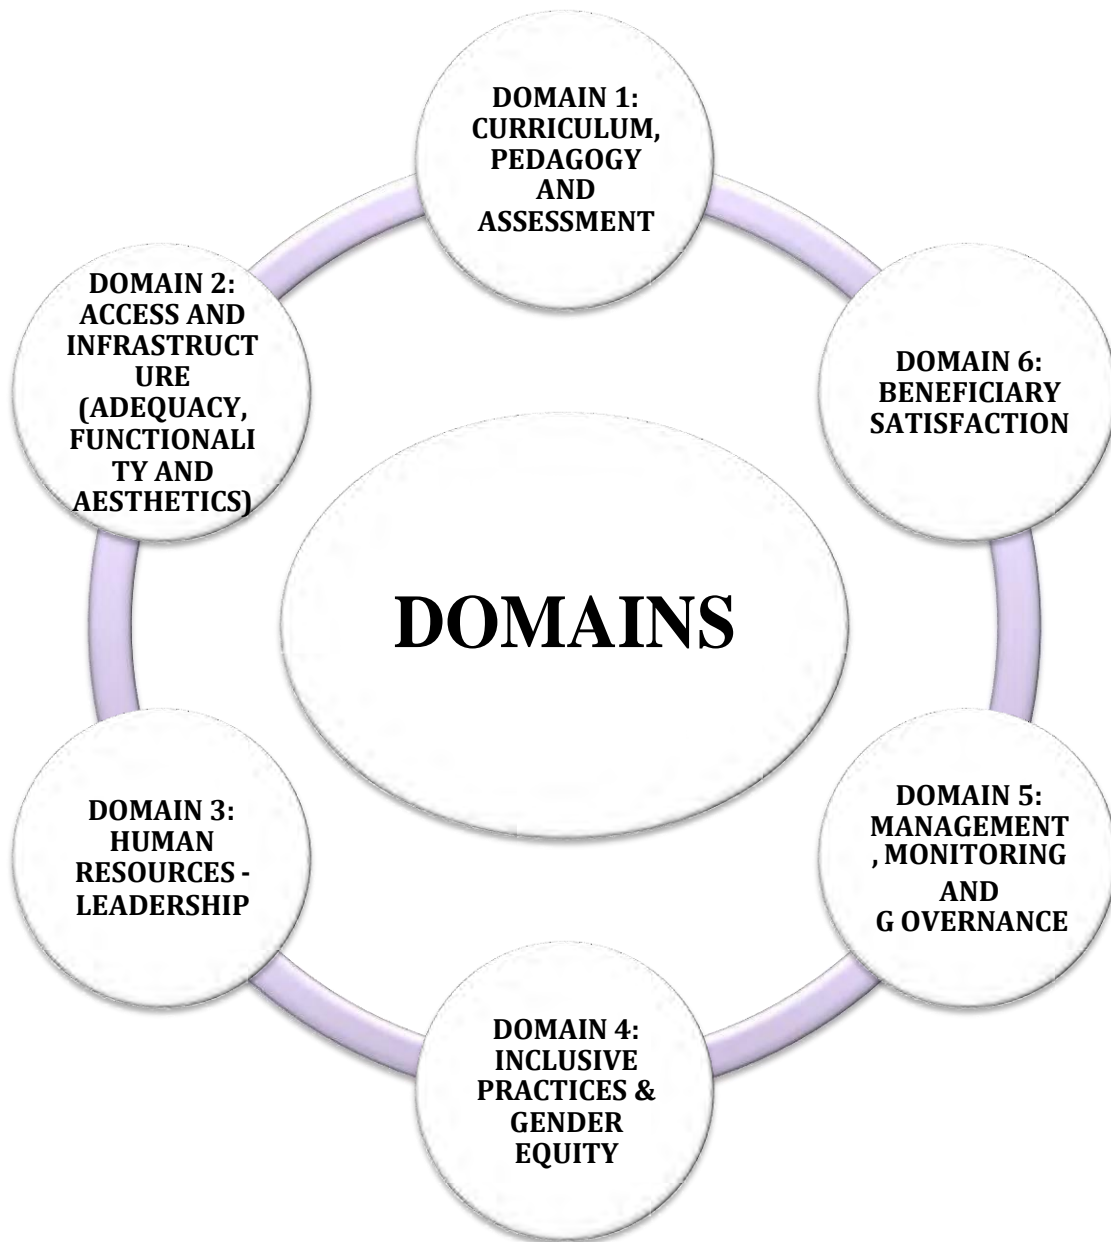 DOMAIN 1:
CURRICULUM,
PEDAGOGY
AND
ASSESSMENT
DOMAIN 2:
ACCESS AND
INFRASTRUCT
URE
(ADEQUACY,
FUNCTIONALI
TY AND
AESTHETICS)
DOMAIN 6:
BENEFICIARY
SATISFACTION
DOMAINS
DOMAIN 3:
HUMAN
RESOURCES -
LEADERSHIP
DOMAIN 5:
MANAGEMENT
, MONITORING
AND
G OVERNANCE
DOMAIN 4:
INCLUSIVE
PRACTICES &
GENDER
EQUITY